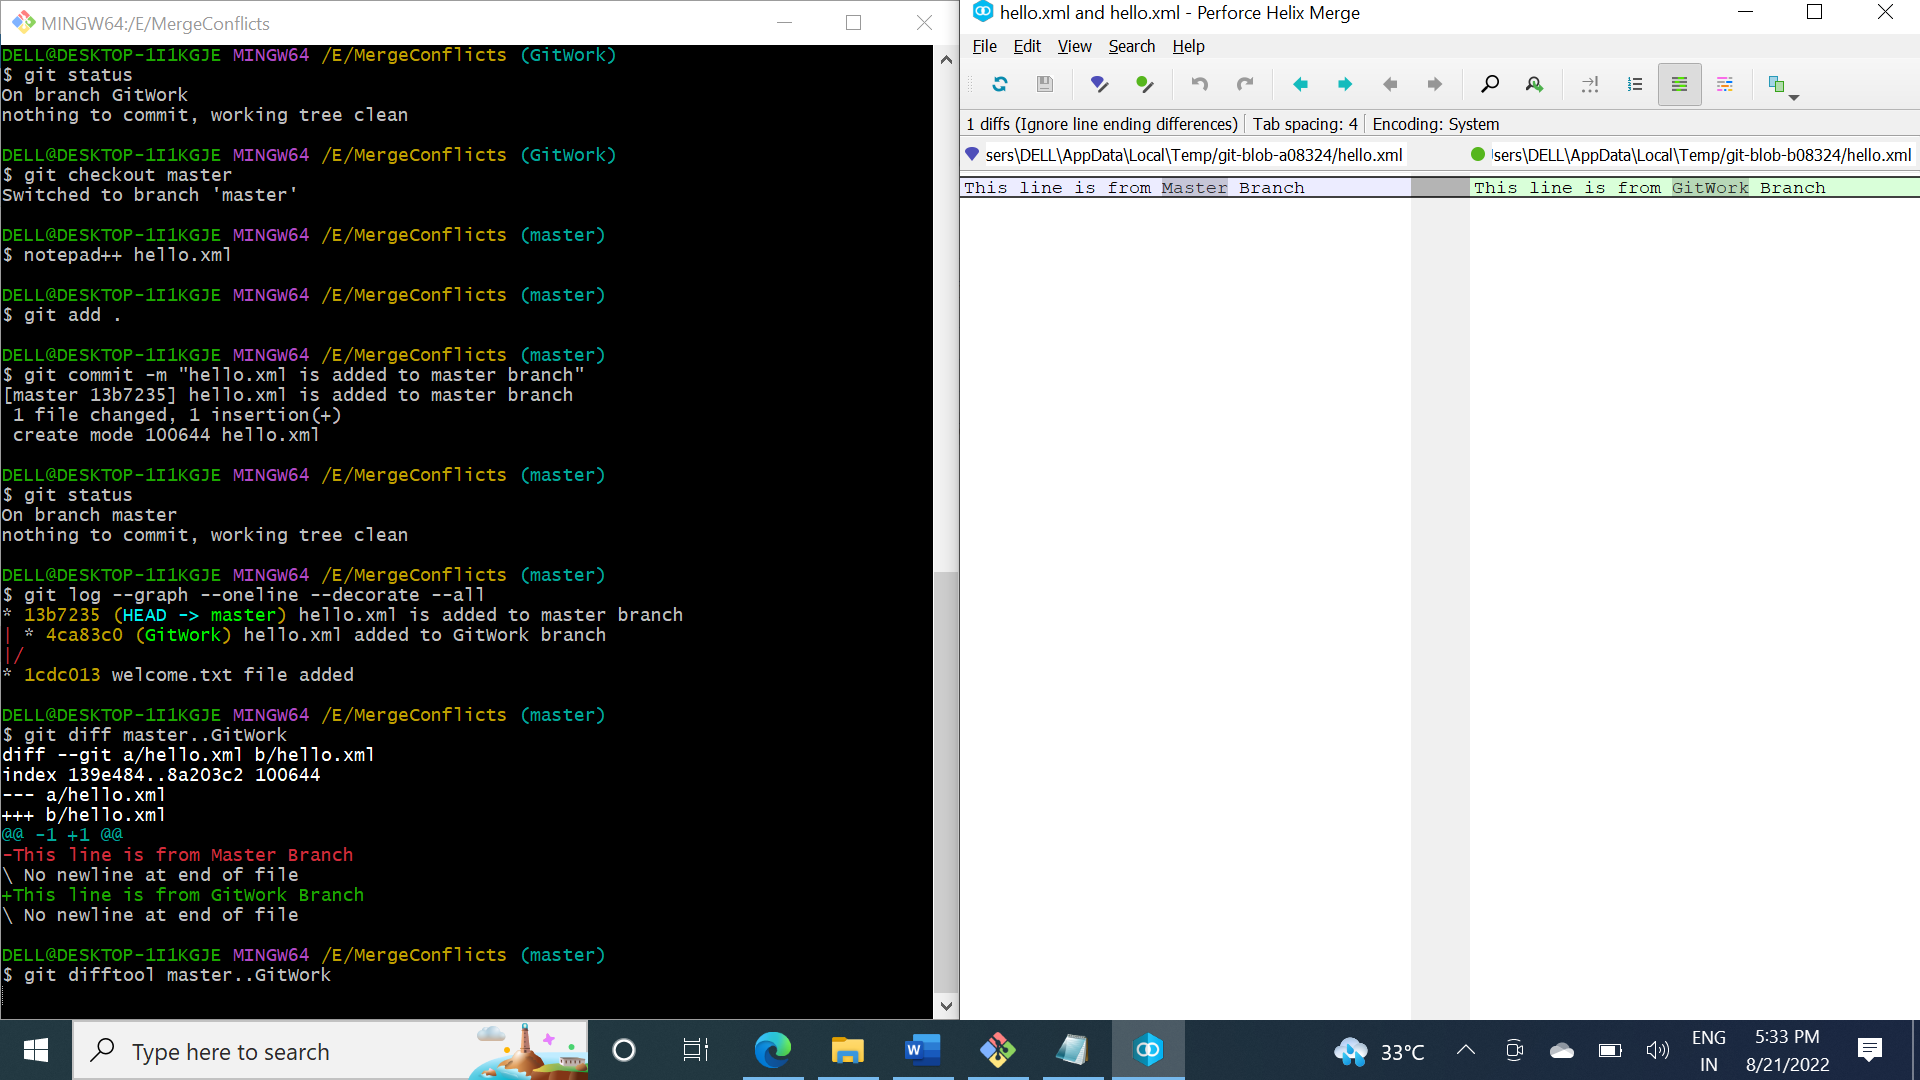 MINGW64:/E/MergeConflicts
DELL@DESKTOP-1I1KGJE MINGW64 /E/MergeConflicts (GitWork)
$ git status
On branch GitWork
nothing to commit, working tree clean
DELL@DESKTOP-1I1KGJE MINGW64 /E/MergeConflicts (GitWork)
$ git checkout master
Switched to branch 'master'
DELL@DESKTOP-1I1KGJE MINGW64 /E/MergeConflicts (master)
$ notepad++ hello.xml
DELL@DESKTOP-1I1KGJE MINGW64 /E/MergeConflicts (master)
$ git add .
DELL@DESKTOP-1I1KGJE MINGW64 /E/MergeConflicts (master)
$ git commit -m "hello.xml is added to master branch"
[master 13b7235] hello.xml is added to master branch
 1 file changed, 1 insertion(+)
 create mode 100644 hello.xml
DELL@DESKTOP-1I1KGJE MINGW64 /E/MergeConflicts (master)
$ git status
On branch master
nothing to commit, working tree clean
DELL@DESKTOP-1I1KGJE MINGW64 /E/MergeConflicts (master)
$ git log --graph --oneline --decorate --all
* 13b7235 (HEAD -> master) hello.xml is added to master branch
| * 4ca83c0 (GitWork) hello.xml added to GitWork branch
|/
* 1cdc013 welcome.txt file added
DELL@DESKTOP-1I1KGJE MINGW64 /E/MergeConflicts (master)
$ git diff master..GitWork
diff --git a/hello.xml b/hello.xml
index 139e484..8a203c2 100644
--- a/hello.xml
+++ b/hello.xml
@@ -1 +1 @@
-This line is from Master Branch
\ No newline at end of file
+This line is from GitWork Branch
\ No newline at end of file
DELL@DESKTOP-1I1KGJE MINGW64 /E/MergeConflicts (master)
$ git difftool master..GitWork
hello.xml and hello.xml - Perforce Helix Merge
File Edit View Search Help
1 diffs (Ignore line ending differences) Tab spacing: 4 Encoding: System
sers\DELL\AppData\Local\Temp/git-blob-a08324/hello.xml
sers\DELL\AppData\Local\Temp/git-blob-b08324/hello.xml
This line is from Master Branch
This line is from GitWork Branch
Type here to search
33°C
ENG
IN
5:33 PM
8/21/2022